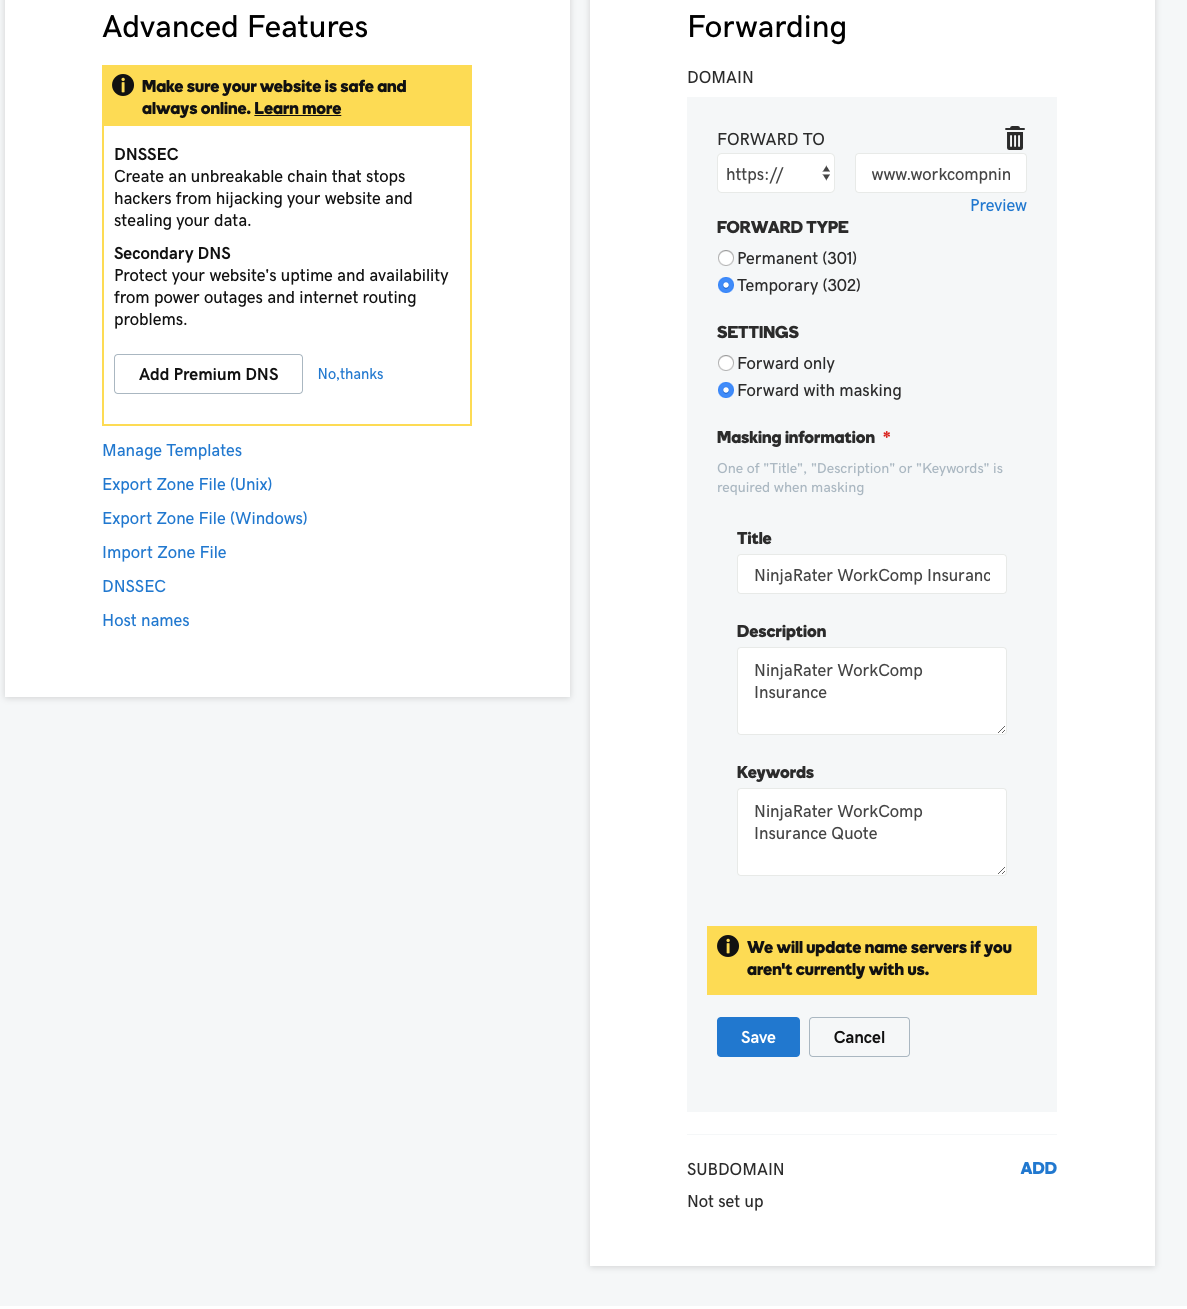 Advanced Features
Make sure your website is safe and
always online. Learn more
DNSSEC
Create an unbreakable chain that stops
hackers from hijacking your website and
stealing your data.
Secondary DNS
Protect your website's uptime and availability
from power outages and internet routing
problems.
Add Premium DNS
No,thanks
Manage Templates
Export Zone File (Unix)
Export Zone File (Windows)
Import Zone File
DNSSEC
Host names
Forwarding
DOMAIN
FORWARD TO
https://
www.workcompnin
Preview
FORWARD TYPE
Permanent (301)
Temporary (302)
SETTINGS
Forward only
Forward with masking
Masking information *
One of "Title", "Description" or "Keywords" is
required when masking
Title
NinjaRater WorkComp Insuranc
Description
NinjaRater WorkComp
Insurance
Keywords
NinjaRater WorkComp
Insurance Quote
We will update name servers if you
aren't currently with us.
Save
Cancel
SUBDOMAIN
ADD
Not set up